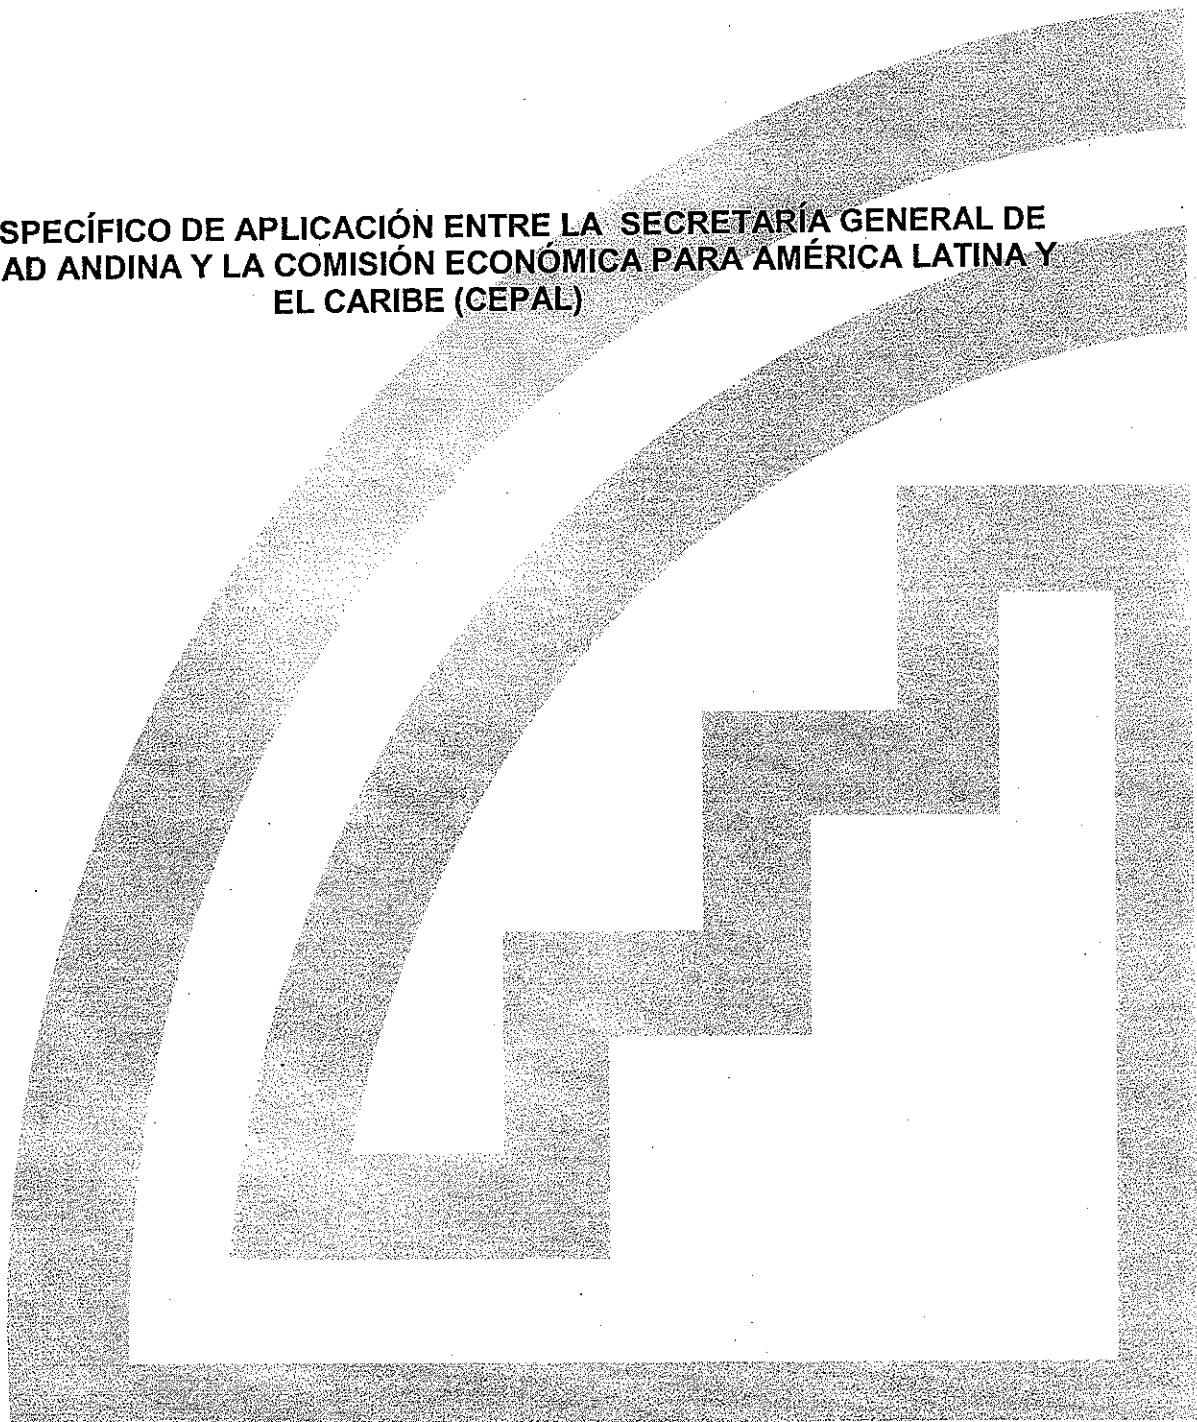 SPECÍFICO DE APLICACIÓN ENTRE LA SECRETARÍA GENERAL DE
AD ANDINA Y LA COMISIÓN ECONÓMICA PARA AMÉRICA LATINA Y
EL CARIBE (CEPAL)